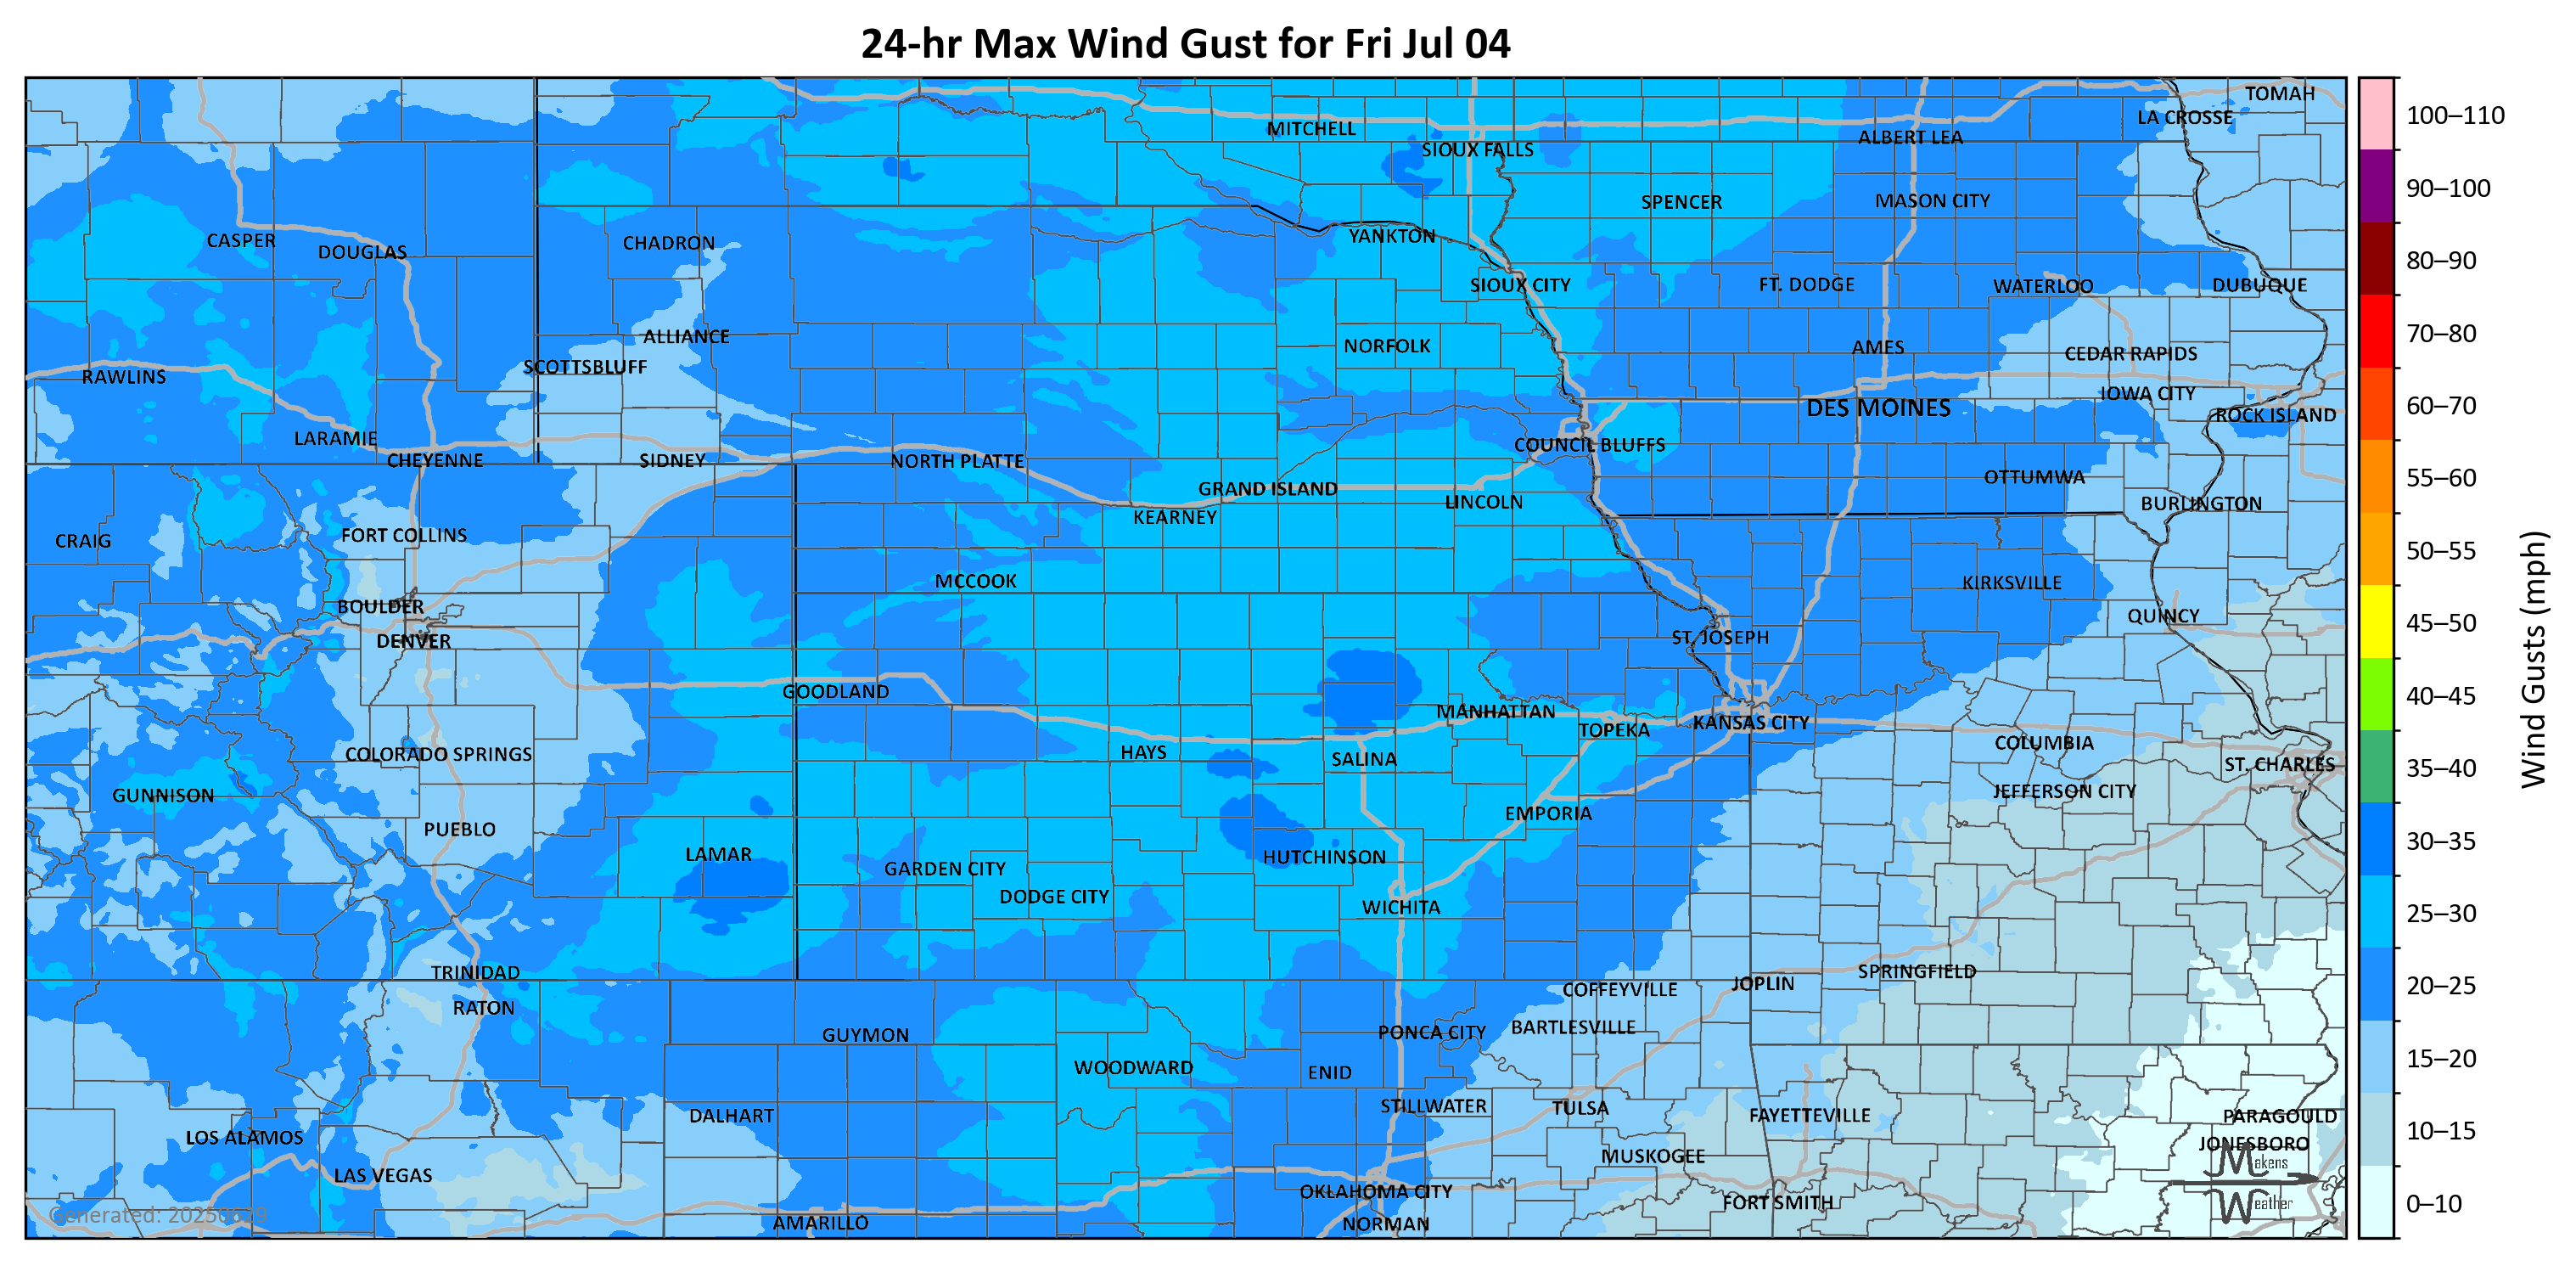 24-hr Max Wind Gust for Fri Jul 04
TOMAH
LA CROSSE
MITCHELL
ALBERT LEA
SIOUX FALLS
SPENCER
MASON CITY
CASPER
DOUGLAS
CHADRON
YANKTON
SIOUX CITY
FT. DODGE
WATERLOO
DUBUQUE
ALLIANCE
NORFOLK
AMES
CEDAR RAPIDS
SCOTTSBLUFF
RAWLINS
IOWA CITY
DES MOINES
ROCK ISLAND
LARAMIE
COUNCIL BLUFFS
CHEYENNE
SIDNEY
NORTH PLATTE
OTTUMWA
GRAND ISLAND
LINCOLN
BURLINGTON
KEARNEY
FORT COLLINS
CRAIG
MCCOOK
KIRKSVILLE
BOULDER
QUINCY
DENVER
ST. JOSEPH
GOODLAND
MANHATTAN
KANSAS CITY
TOPEKA
COLUMBIA
COLORADO SPRINGS
HAYS
SALINA
ST. CHARLES
GUNNISON
JEFFERSON CITY
EMPORIA
PUEBLO
LAMAR
HUTCHINSON
GARDEN CITY
DODGE CITY
WICHITA
TRINIDAD
SPRINGFIELD
JOPLIN
COFFEYVILLE
RATON
BARTLESVILLE
PONCA CITY
GUYMON
WOODWARD
ENID
STILLWATER
TULSA
DALHART
FAYETTEVILLE
PARAGOULD
LOS ALAMOS
JONESBORO
MUSKOGEE
LAS VEGAS
OKLAHOMA CITY
FORT SMITH
AMARILLO
NORMAN
Makens
Weather
Generated: 20250629
100–110
90–100
80–90
70–80
60–70
55–60
50–55
45–50
40–45
35–40
30–35
25–30
20–25
15–20
10–15
0–10
Wind Gusts (mph)